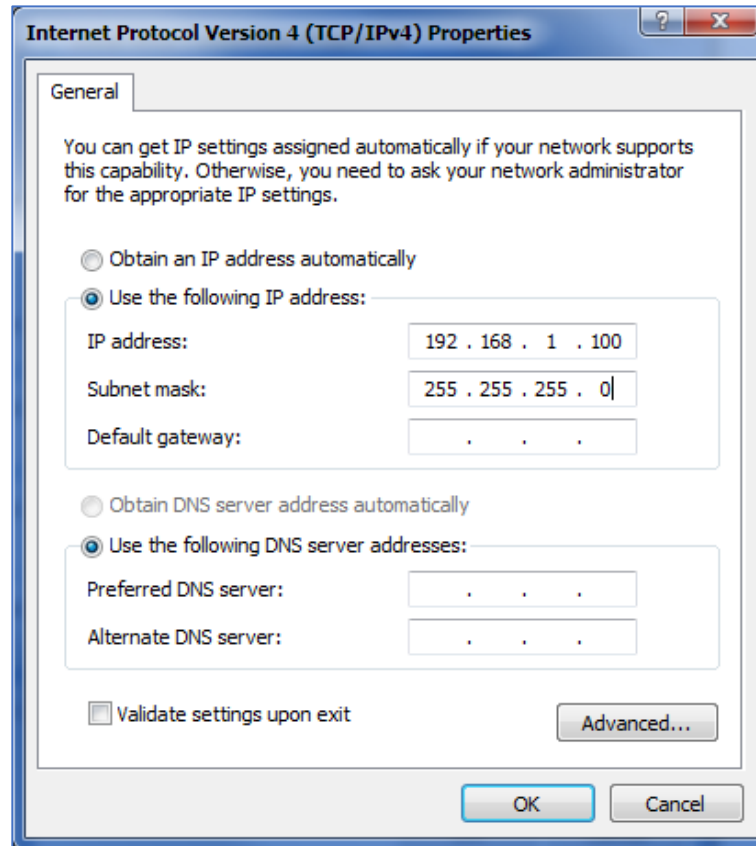 Internet Protocol Version 4 (TCP/IPv4) Properties
?
General
You can get IP settings assigned automatically if your network supports
this capability. Otherwise, you need to ask your network administrator
for the appropriate IP settings.
Obtain an IP address automatically
Use the following IP address:
IP address: 192 . 168 . 1 . 100
Subnet mask: 255 . 255 . 255 . 0
Default gateway: . . .
Obtain DNS server address automatically
Use the following DNS server addresses:
Preferred DNS server: . . .
Alternate DNS server: . . .
Validate settings upon exit
Advanced...
OK Cancel